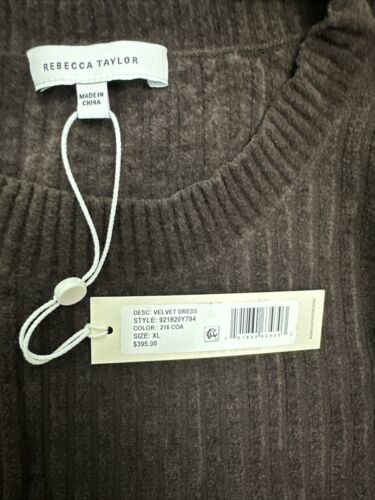 REBECCA TAYLOR
MADE IN
CHINA
DESC: VELVET DRESS
STYLE: 921820Y794
COLOR: 216 COA
SIZE: XL
$395.00